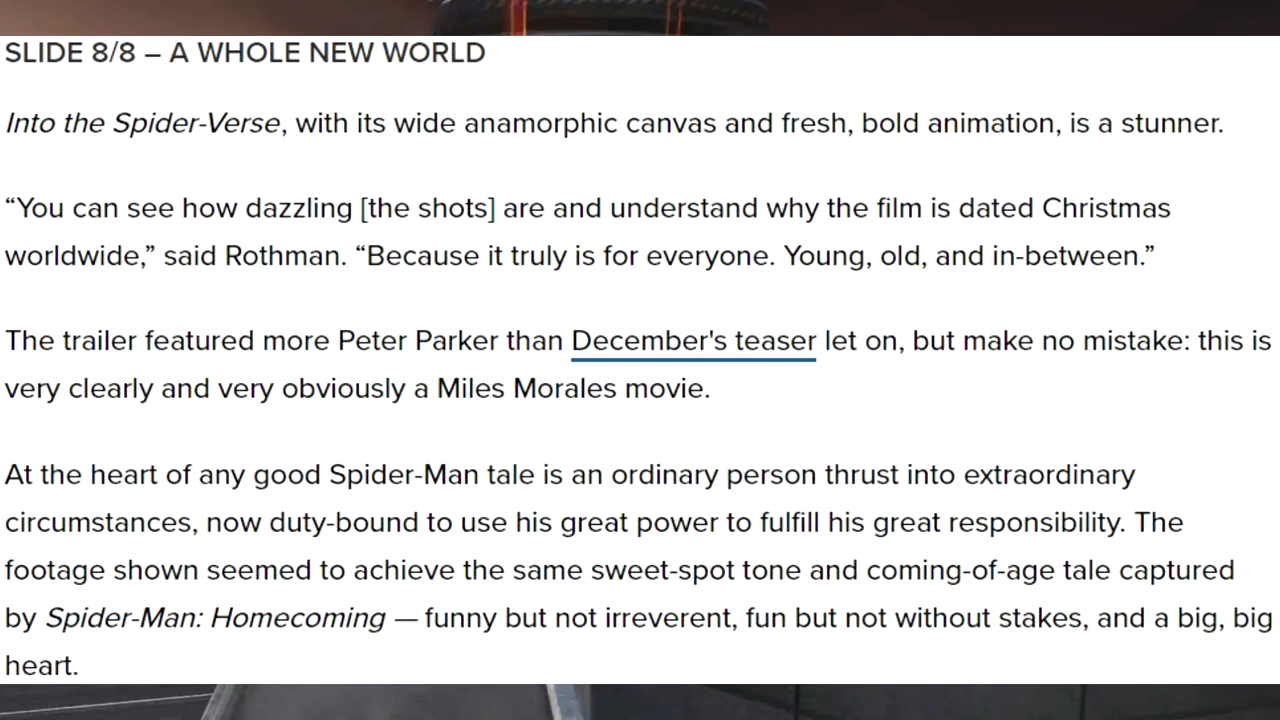 SLIDE 8/8 – A WHOLE NEW WORLD
Into the Spider-Verse, with its wide anamorphic canvas and fresh, bold animation, is a stunner.
“You can see how dazzling [the shots] are and understand why the film is dated Christmas
worldwide,” said Rothman. “Because it truly is for everyone. Young, old, and in-between.”
The trailer featured more Peter Parker than December's teaser let on, but make no mistake: this is
very clearly and very obviously a Miles Morales movie.
At the heart of any good Spider-Man tale is an ordinary person thrust into extraordinary
circumstances, now duty-bound to use his great power to fulfill his great responsibility. The
footage shown seemed to achieve the same sweet-spot tone and coming-of-age tale captured
by Spider-Man: Homecoming — funny but not irreverent, fun but not without stakes, and a big, big
heart.